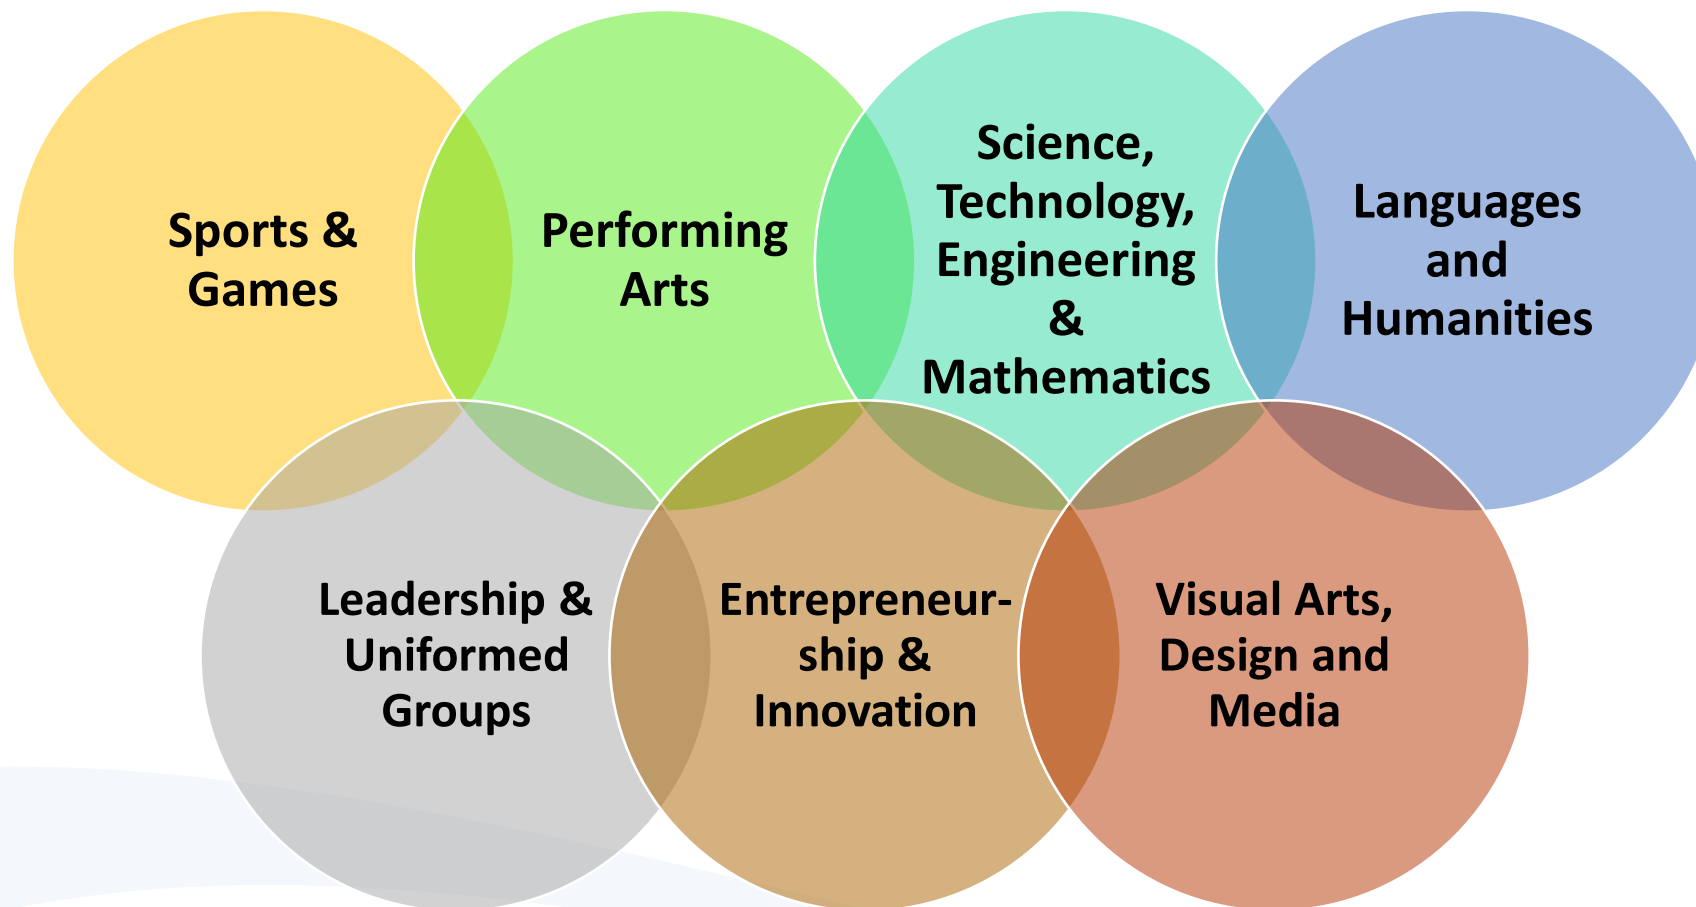 Sports &
Games
Performing
Arts
Science,
Technology,
Engineering
&
Mathematics
Languages
and
Humanities
Leadership &
Uniformed
Groups
Entrepreneur-
ship &
Innovation
Visual Arts,
Design and
Media